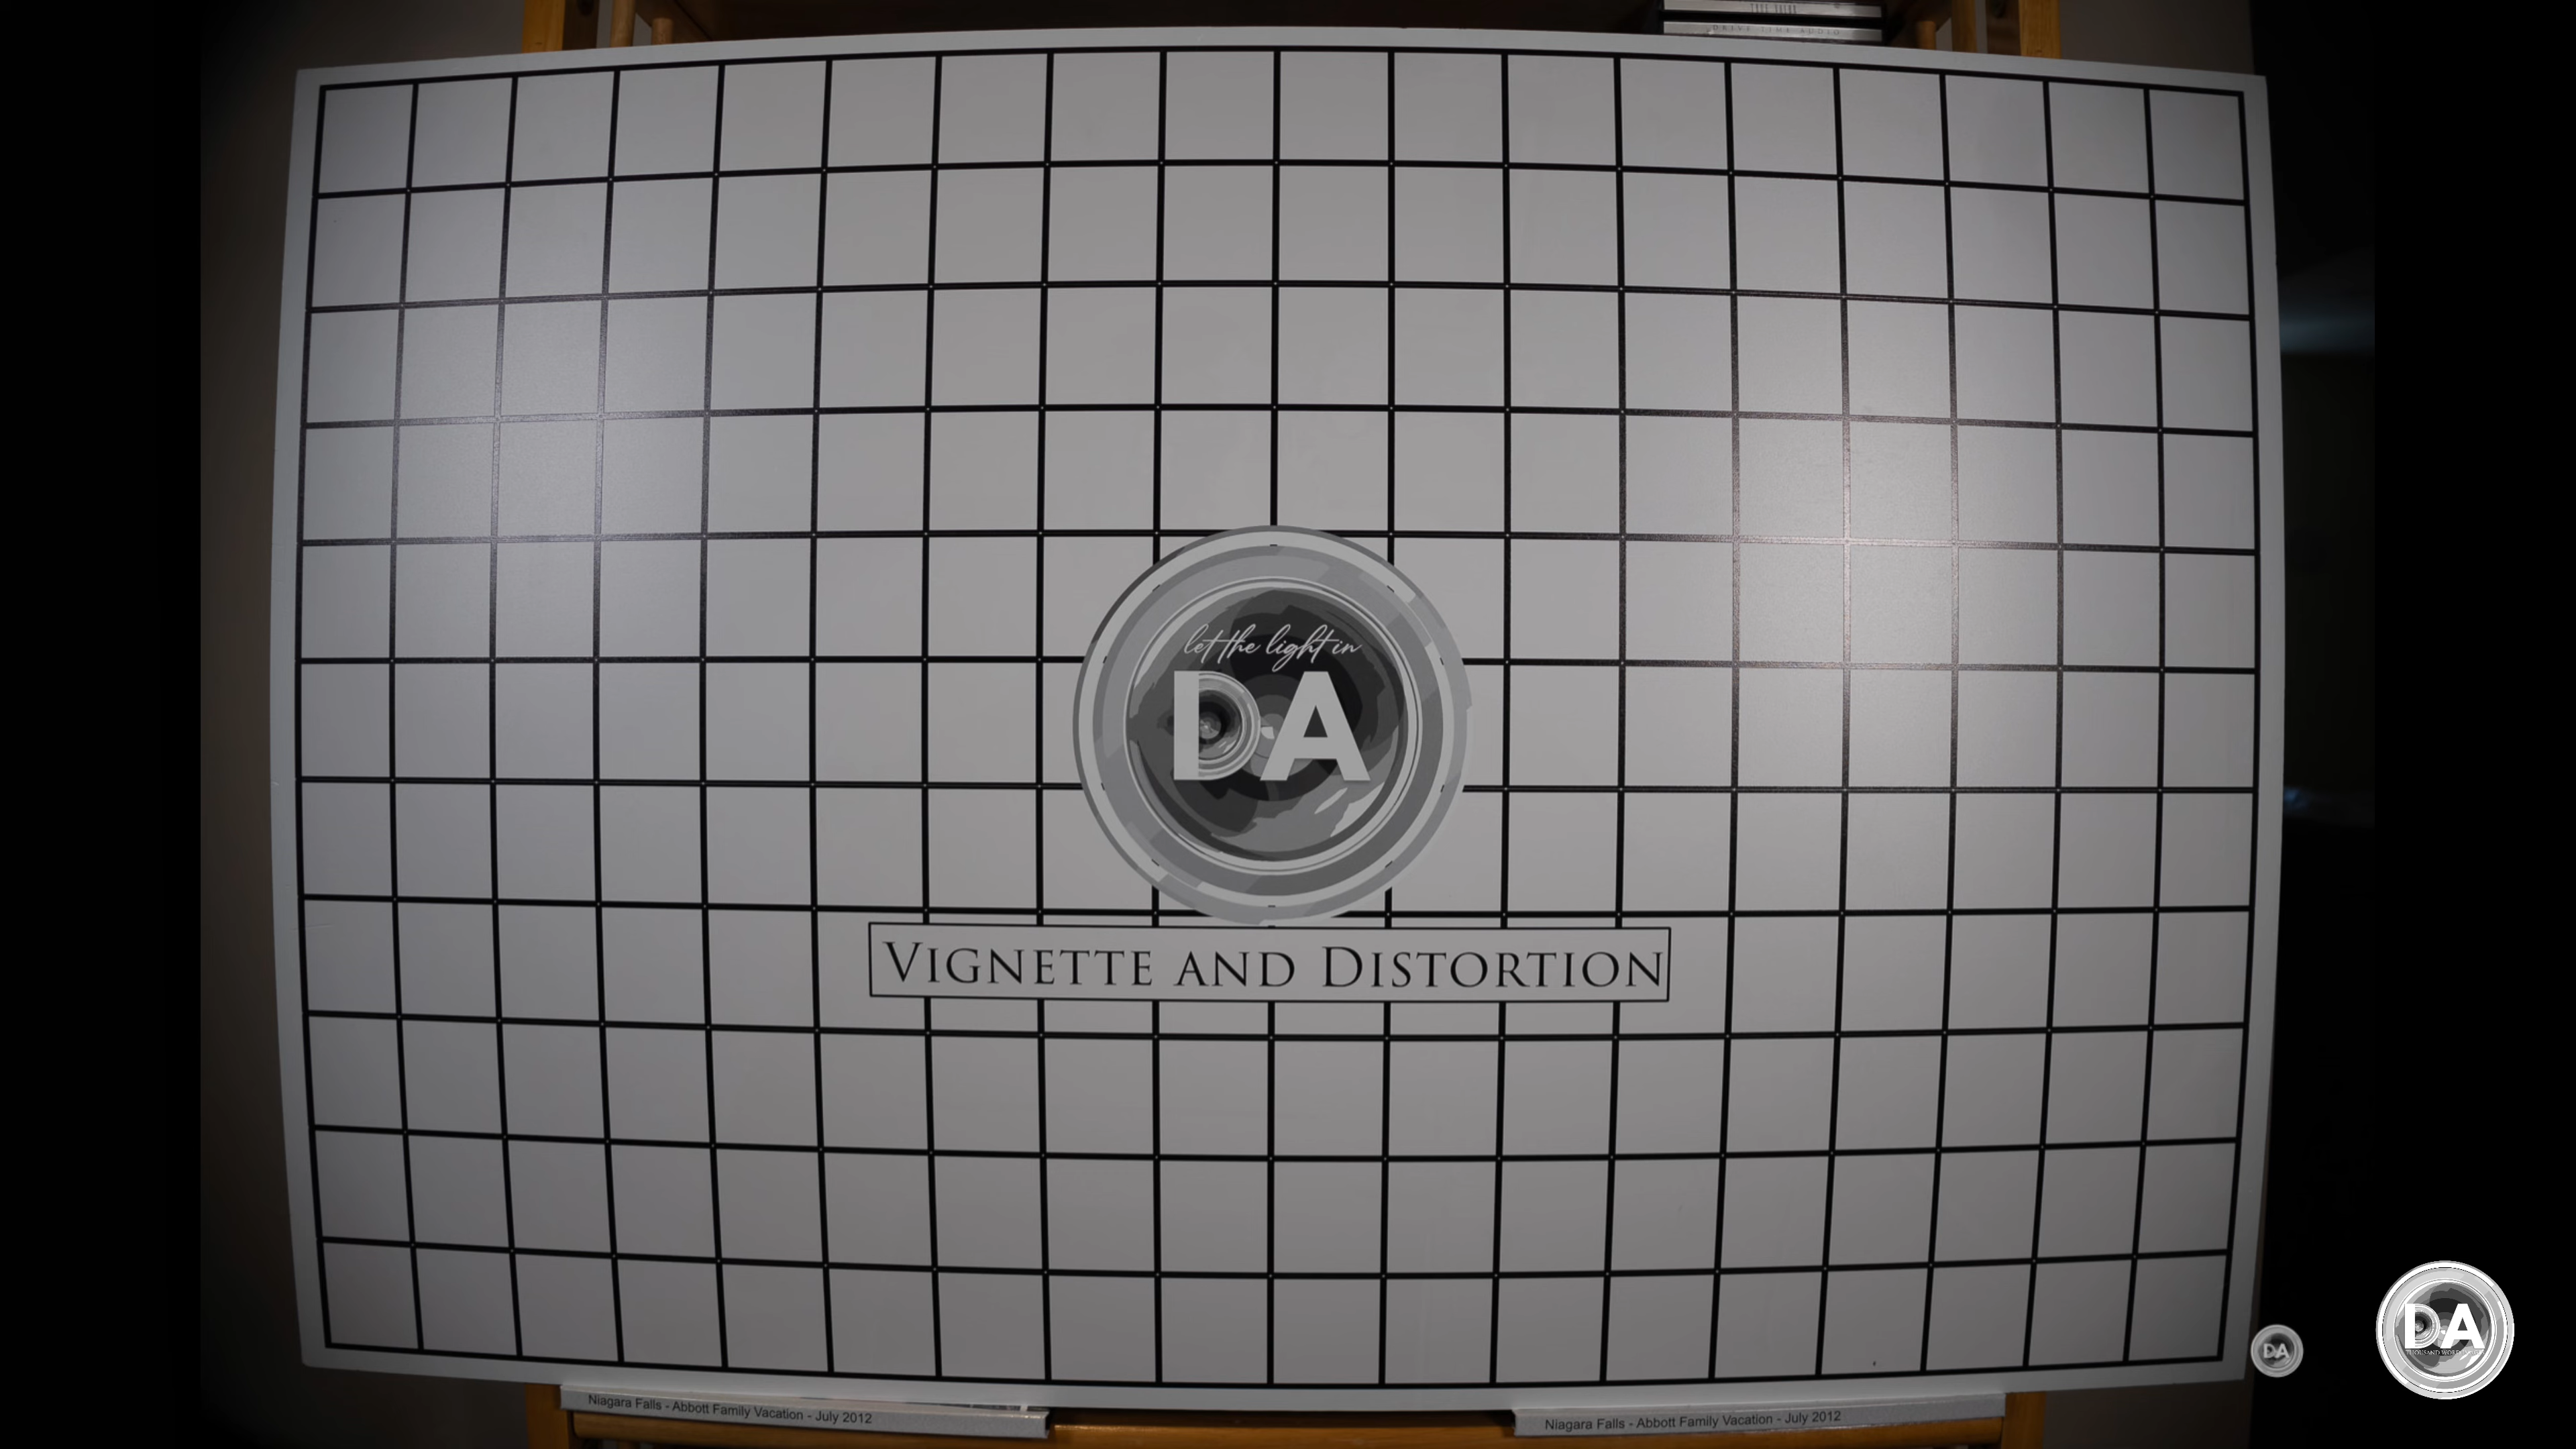 let the light in
DA
VIGNETTE AND DISTORTION
DA
DA
Niagara Falls - Abbott Family Vacation - July 2012
Niagara Falls - Abbott Family Vacation - July 2012